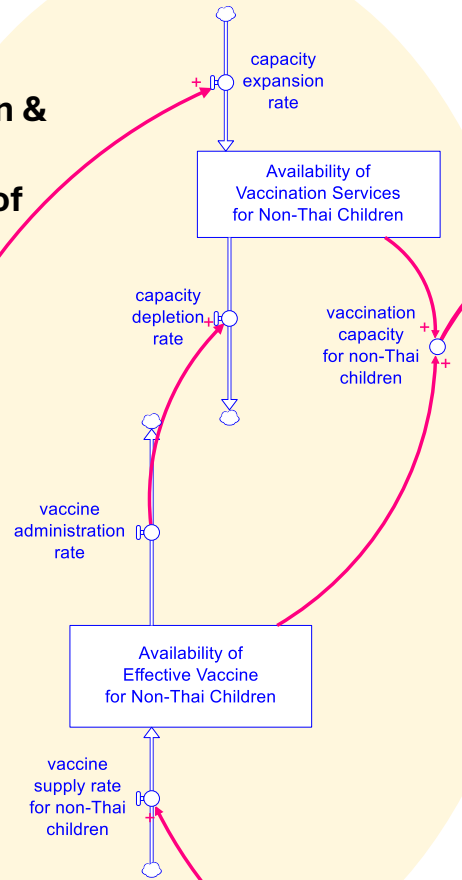 capacity
expansion
rate
+
n &
of
Availability of
Vaccination Services
for Non-Thai Children
capacity
depletion
rate
+
vaccination
capacity
for non-Thai
children
+
+
vaccine
administration
rate
Availability of
Effective Vaccine
for Non-Thai Children
vaccine
supply rate
for non-Thai
children
+